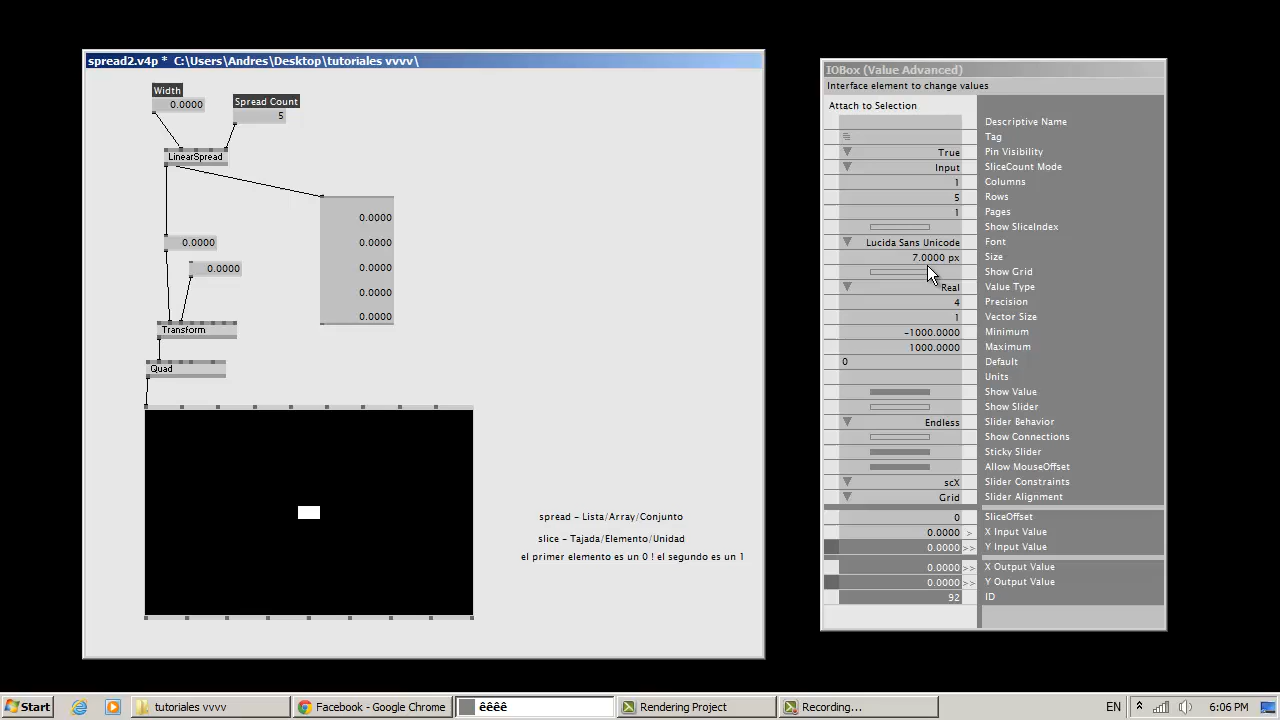 spread2.v4p *  C:\Users\Andres\Desktop\tutoriales vvvv\
Width
0.0000
Spread Count
5
LinearSpread
0.0000
0.0000
0.0000
0.0000
0.0000
0.0000
0.0000
Transform
Quad
spread - Lista/Array/Conjunto
slice - Tajada/Elemento/Unidad
el primer elemento es un 0 ! el segundo es un 1
IOBox (Value Advanced)
Interface element to change values
Attach to Selection
Descriptive Name
Tag
True Pin Visibility
Input SliceCount Mode
1 Columns
5 Rows
1 Pages
Show SliceIndex
Lucida Sans Unicode Font
7.0000 px Size
Show Grid
Real Value Type
4 Precision
1 Vector Size
-1000.0000 Minimum
1000.0000 Maximum
0 Default
Units
Show Value
Show Slider
Endless Slider Behavior
Show Connections
Sticky Slider
Allow MouseOffset
scX Slider Constraints
Grid Slider Alignment
0 SliceOffset
0.0000 > X Input Value
0.0000 >> Y Input Value
0.0000 >> X Output Value
0.0000 >> Y Output Value
92 ID
Start
tutoriales vvvv
Facebook - Google Chrome
êêêê
Rendering Project
Recording...
EN
6:06 PM